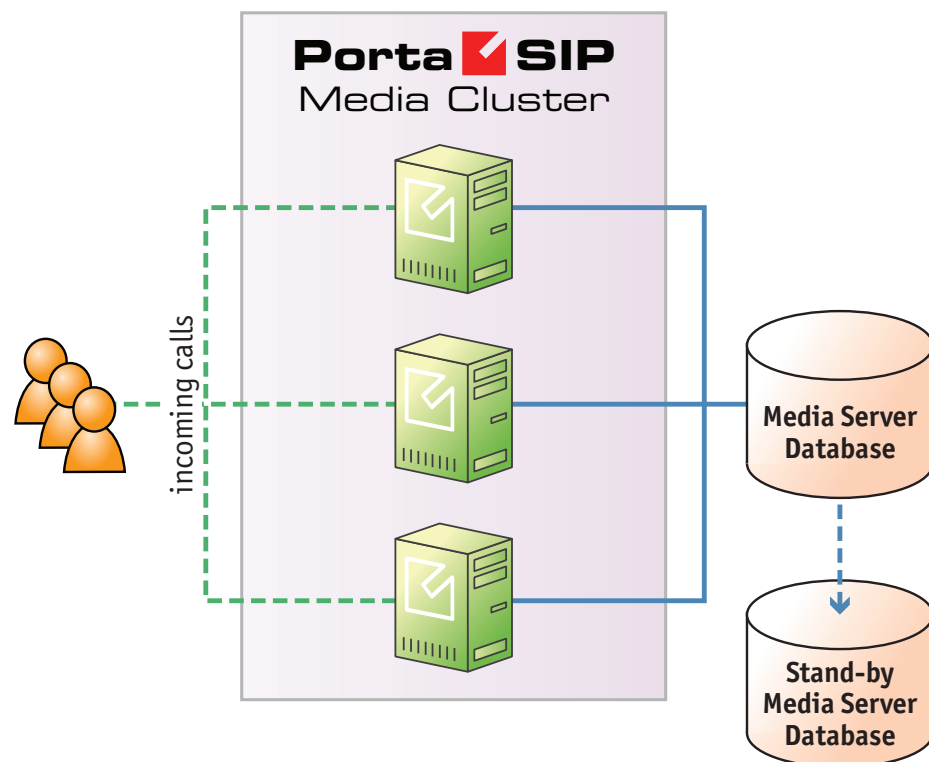 Porta SIP
Media Cluster
incoming calls
Media Server
Database
Stand-by
Media Server
Database